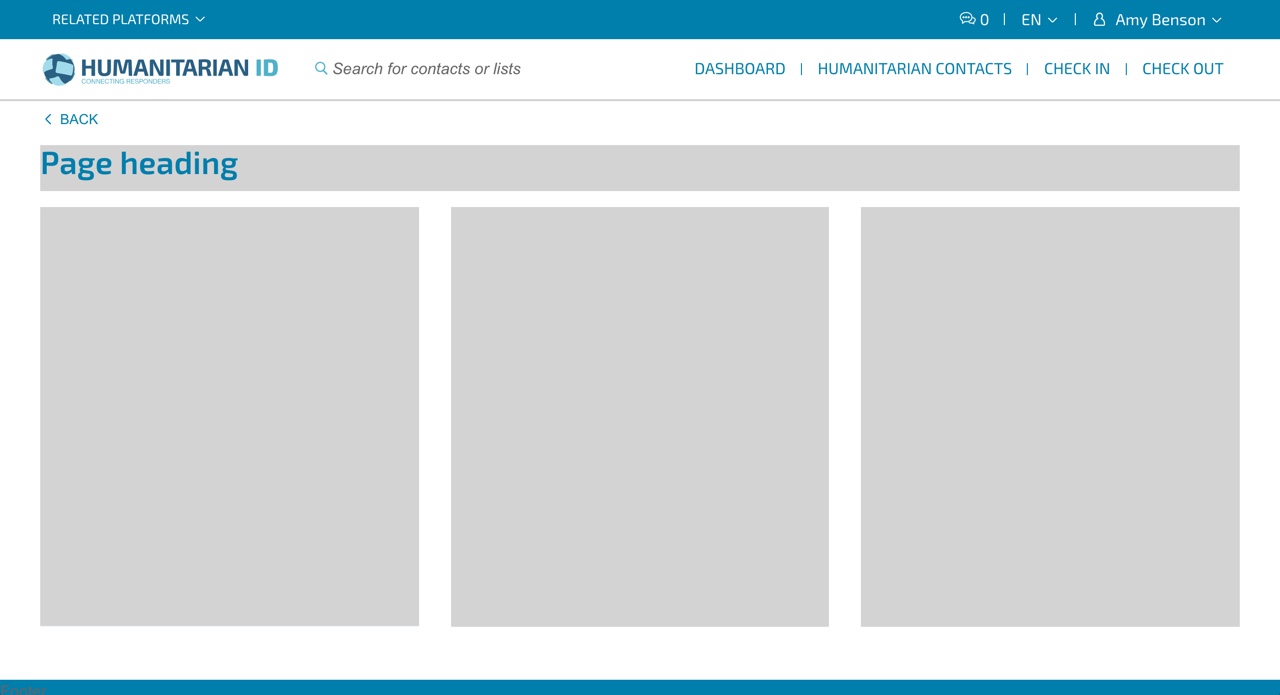 RELATED PLATFORMS
0
EN
Amy Benson
HUMANITARIAN ID
CONNECTING RESPONDERS
Search for contacts or lists
DASHBOARD
HUMANITARIAN CONTACTS
CHECK IN
CHECK OUT
BACK
Page heading
Footer